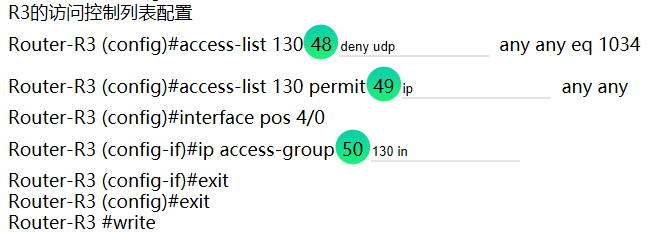 R3的访问控制列表配置
Router-R3 (config)#access-list 130 48 deny udp any any eq 1034
Router-R3 (config)#access-list 130 permit 49 ip any any
Router-R3 (config)#interface pos 4/0
Router-R3 (config-if)#ip access-group 50 130 in
Router-R3 (config-if)#exit
Router-R3 (config)#exit
Router-R3 #write